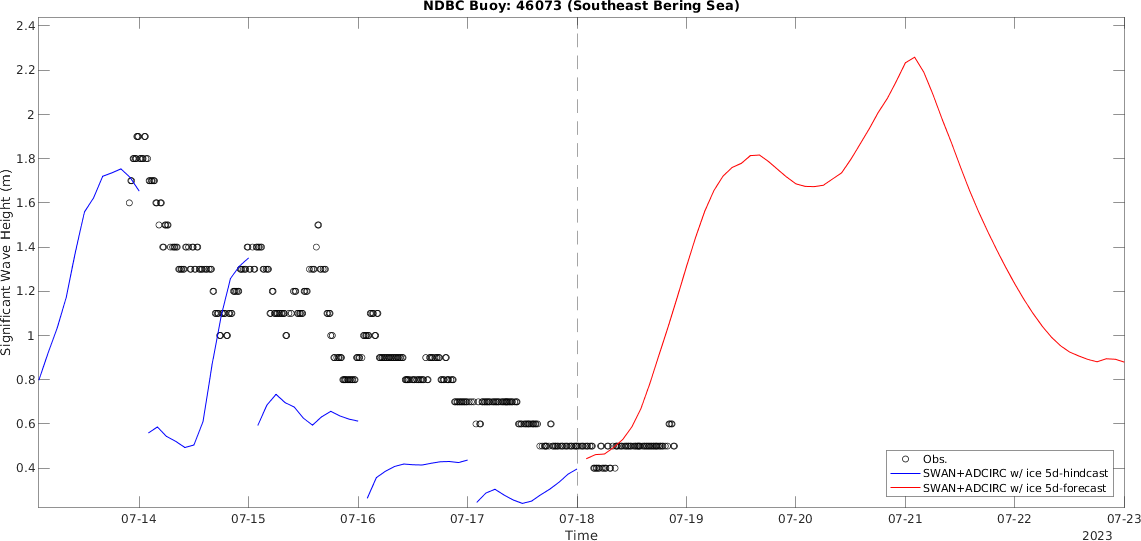 NDBC Buoy: 46073 (Southeast Bering Sea)
2.4
2.2
2
1.8
1.6
1.4
1.2
1
0.8
0.6
0.4
Significant Wave Height (m)
Obs.
SWAN+ADCIRC w/ ice 5d-hindcast
SWAN+ADCIRC w/ ice 5d-forecast
07-14 07-15 07-16 07-17 07-18 07-19 07-20 07-21 07-22 07-23
Time
2023